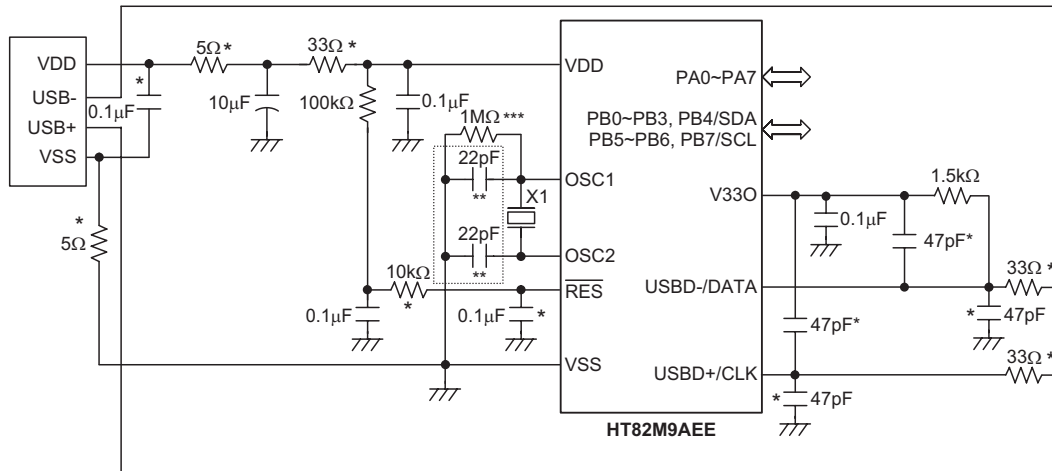 5Ω*
33Ω*
VDD
USB-
USB+
VSS
*
0.1μF
10μF
100kΩ
0.1μF
1MΩ***
22pF
**
X1
22pF
**
*
5Ω
10kΩ
*
0.1μF
0.1μF
*
VDD
OSC1
OSC2
RES
VSS
PA0~PA7
PB0~PB3, PB4/SDA
PB5~PB6, PB7/SCL
V33O
USBD-/DATA
USBD+/CLK
HT82M9AEE
1.5kΩ
0.1μF
47pF*
33Ω*
*
47pF
47pF*
33Ω*
*
47pF